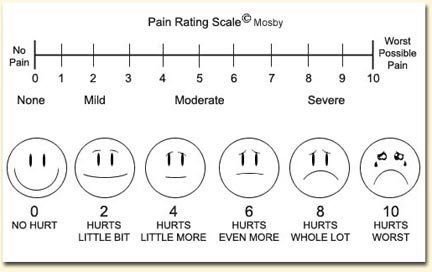 Pain Rating Scale© Mosby
No Pain
Worst Possible Pain
0 1 2 3 4 5 6 7 8 9 10
None Mild Moderate Severe
0 2 4 6 8 10
NO HURT HURTS LITTLE BIT HURTS LITTLE MORE HURTS EVEN MORE HURTS WHOLE LOT HURTS WORST